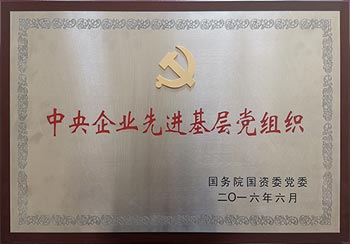 中央企业先进基层党组织
国务院国资委党委
二〇一六年六月